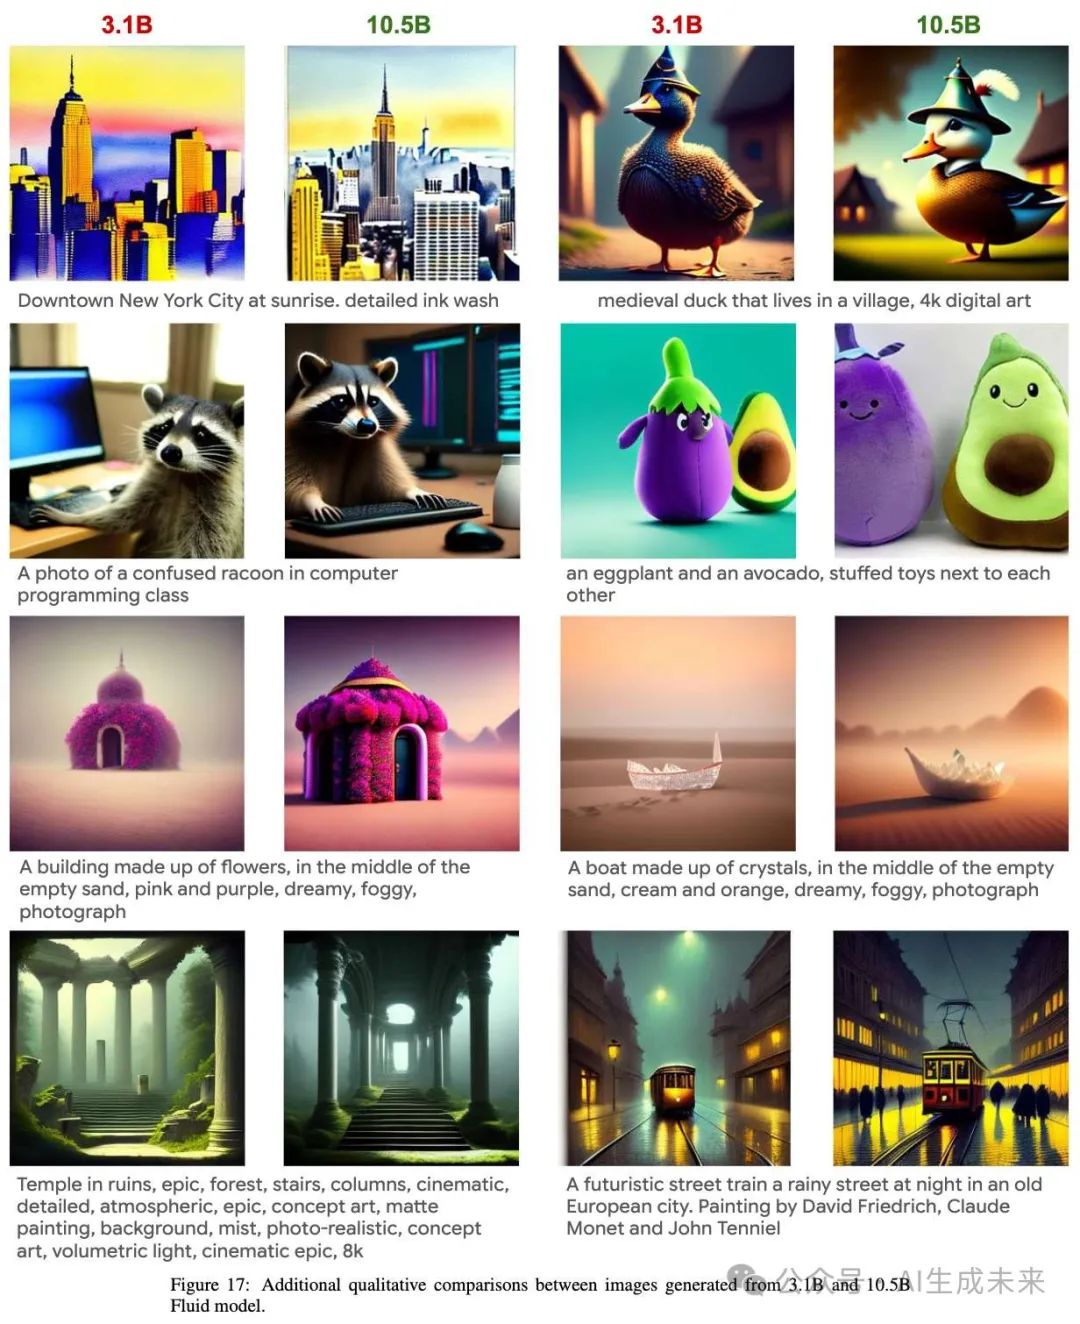 3.1B
10.5B
3.1B
10.5B
Downtown New York City at sunrise. detailed ink wash
medieval duck that lives in a village, 4k digital art
A photo of a confused racoon in computer
programming class
an eggplant and an avocado, stuffed toys next to each
other
A building made up of flowers, in the middle of the
empty sand, pink and purple, dreamy, foggy,
photograph
A boat made up of crystals, in the middle of the empty
sand, cream and orange, dreamy, foggy, photograph
Temple in ruins, epic, forest, stairs, columns, cinematic,
detailed, atmospheric, epic, concept art, matte
painting, background, mist, photo-realistic, concept
art, volumetric light, cinematic epic, 8k
A futuristic street train a rainy street at night in an old
European city. Painting by David Friedrich, Claude
Monet and John Tenniel
Figure 17: Additional qualitative comparisons between images generated from 3.1B and 10.5B
Fluid model.
公众号 · AI生成未来